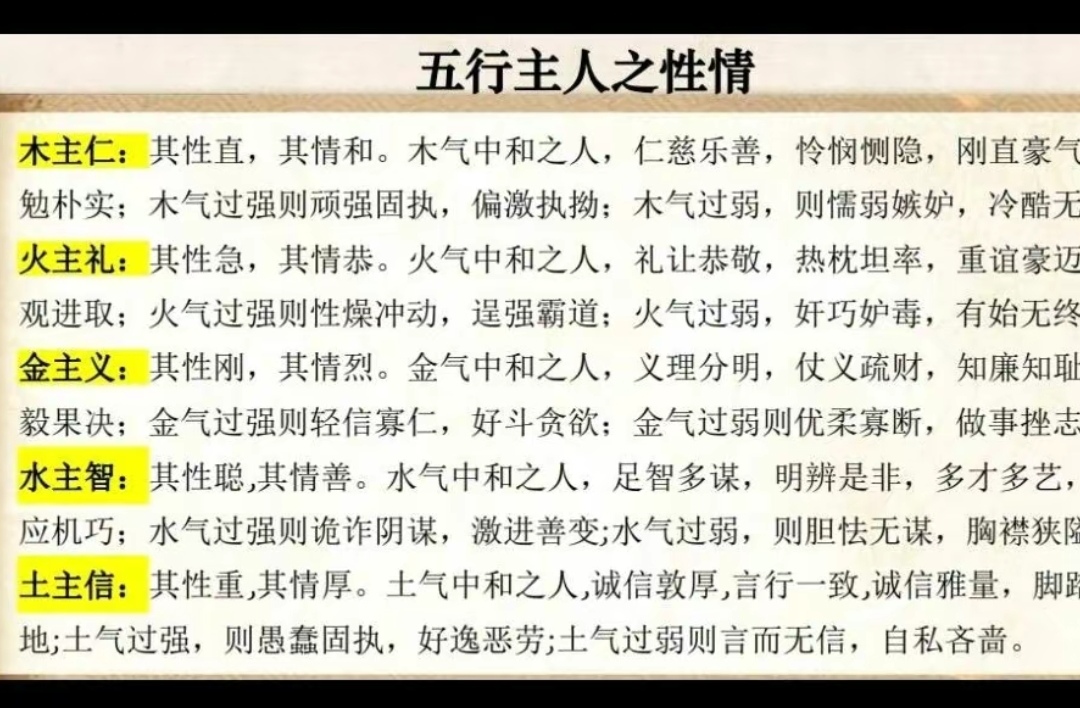 五行主人之性情
木主仁：其性直，其情和。木气中和之人，仁慈乐善，怜悯恻隐，刚直豪气
勉朴实；木气过强则顽强固执，偏激执拗；木气过弱，则懦弱嫉妒，冷酷无
火主礼：其性急，其情恭。火气中和之人，礼让恭敬，热枕坦率，重谊豪迈
观进取；火气过强则性燥冲动，逞强霸道；火气过弱，奸巧妒毒，有始无终
金主义：其性刚，其情烈。金气中和之人，义理分明，仗义疏财，知廉知耻
毅果决；金气过强则轻信寡仁，好斗贪欲；金气过弱则优柔寡断，做事挫志
水主智：其性聪,其情善。水气中和之人，足智多谋，明辨是非，多才多艺，
应机巧；水气过强则诡诈阴谋，激进善变;水气过弱，则胆怯无谋，胸襟狭隘
土主信：其性重,其情厚。土气中和之人,诚信敦厚,言行一致,诚信雅量，脚踏
地;土气过强，则愚蠢固执，好逸恶劳;土气过弱则言而无信，自私吝啬。